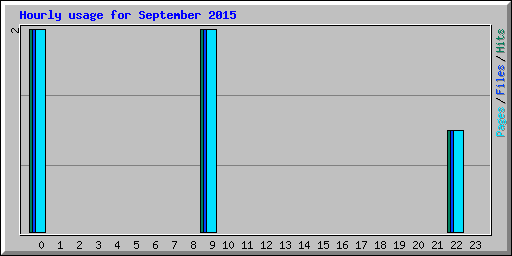 Hourly usage for September 2015
2
Pages/Files/Hits
0 1 2 3 4 5 6 7 8 9 10 11 12 13 14 15 16 17 18 19 20 21 22 23